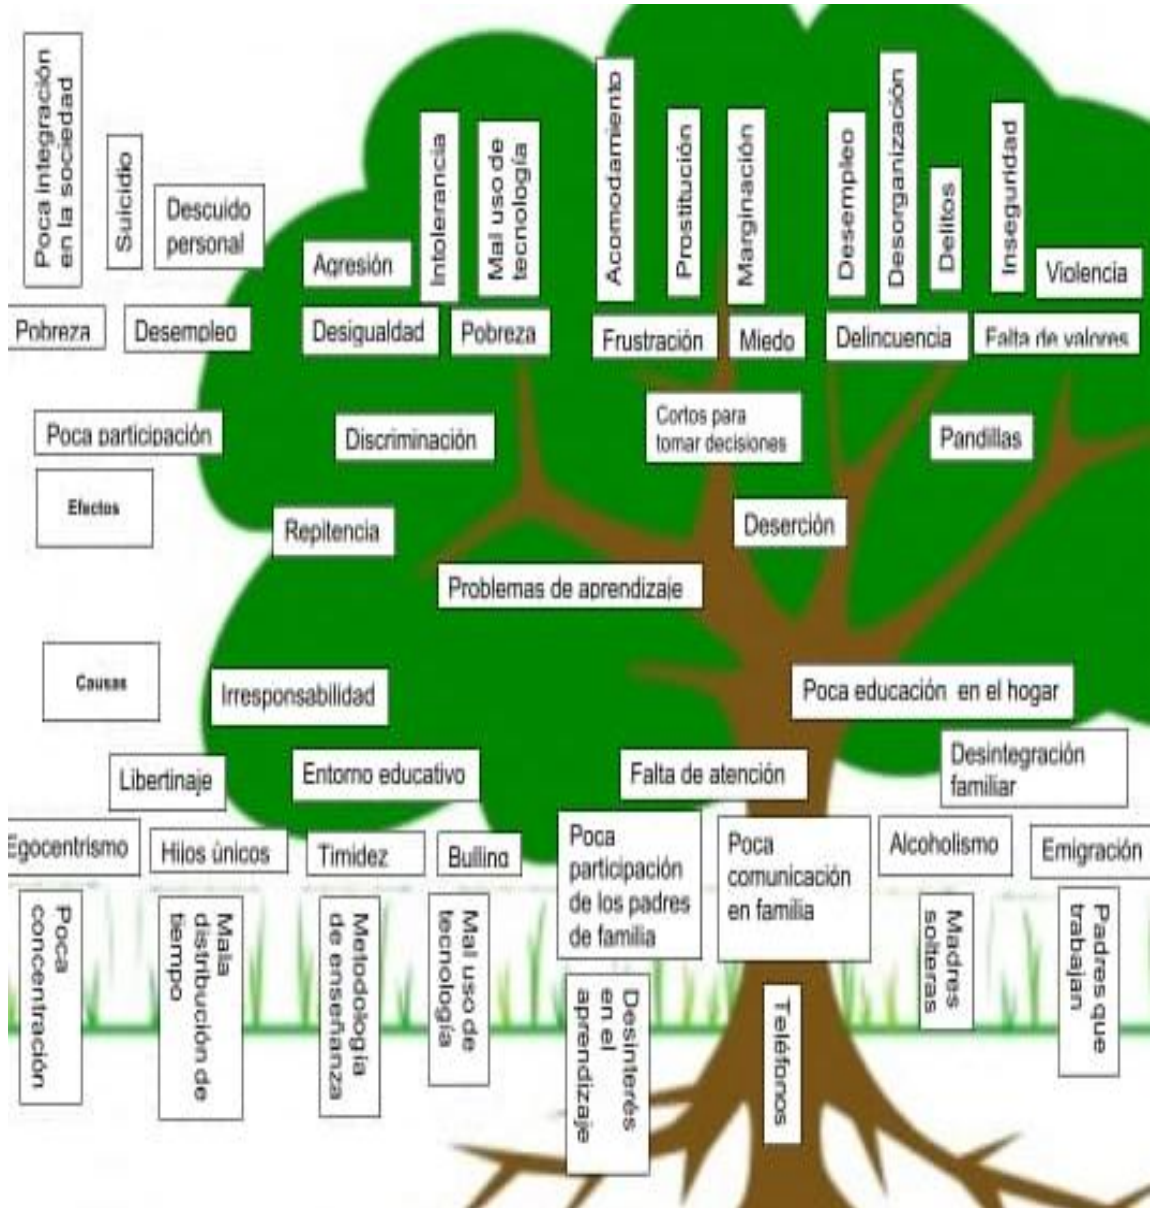 Poca integración
en la sociedad
Suicidio
Descuido
personal
Agresión
Intolerancia
Mal uso de
tecnología
Acomodamiento
Prostitución
Marginación
Desempleo
Desorganización
Delitos
Inseguridad
Violencia
Pobreza
Desempleo
Desigualdad
Pobreza
Frustración
Miedo
Delincuencia
Falta de valores
Poca participación
Discriminación
Cortos para
tomar decisiones
Pandillas
Efectos
Repitencia
Deserción
Problemas de aprendizaje
Causas
Irresponsabilidad
Poca educación en el hogar
Libertinaje
Entorno educativo
Falta de atención
Desintegración
familiar
Egocentrismo
Hijos únicos
Timidez
Bulling
Poca
participación
de los padres
de familia
Poca
comunicación
en familia
Alcoholismo
Emigración
Poca
concentración
Mala
distribución de
tiempo
Metodología
de enseñanza
Mal uso de
tecnología
Desinterés
en el
aprendizaje
Teléfonos
Madres
solteras
Padres que
trabajan